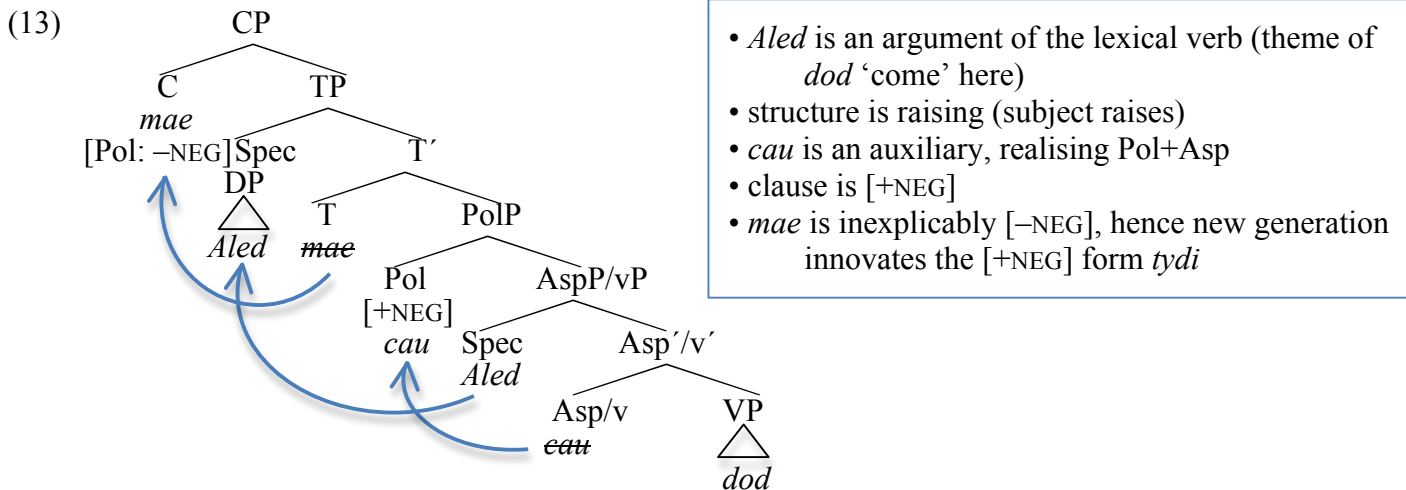 (13) CP
C TP
mae
[Pol: –NEG] Spec T´
DP
T PolP
Aled mae
Pol AspP/vP
[+NEG]
cau Spec Asp´/v´
Aled
Asp/v VP
cau
dod
• Aled is an argument of the lexical verb (theme of
dod ‘come’ here)
• structure is raising (subject raises)
• cau is an auxiliary, realising Pol+Asp
• clause is [+NEG]
• mae is inexplicably [–NEG], hence new generation
innovates the [+NEG] form tydi